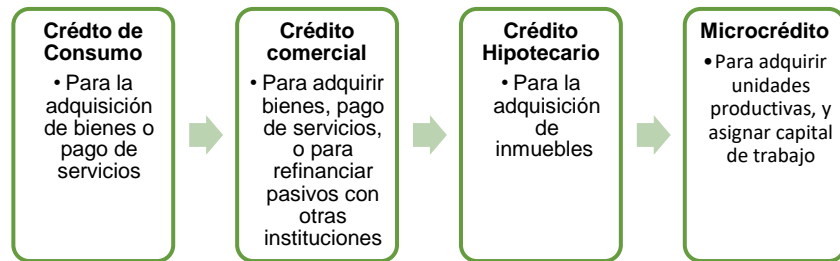 Crédto de
Consumo
• Para la
adquisición
de bienes o
pago de
servicios
Crédito
comercial
• Para adquirir
bienes, pago
de servicios,
o para
refinanciar
pasivos con
otras
instituciones
Crédito
Hipotecario
• Para la
adquisición
de
inmuebles
Microcrédito
•Para adquirir
unidades
productivas, y
asignar capital
de trabajo